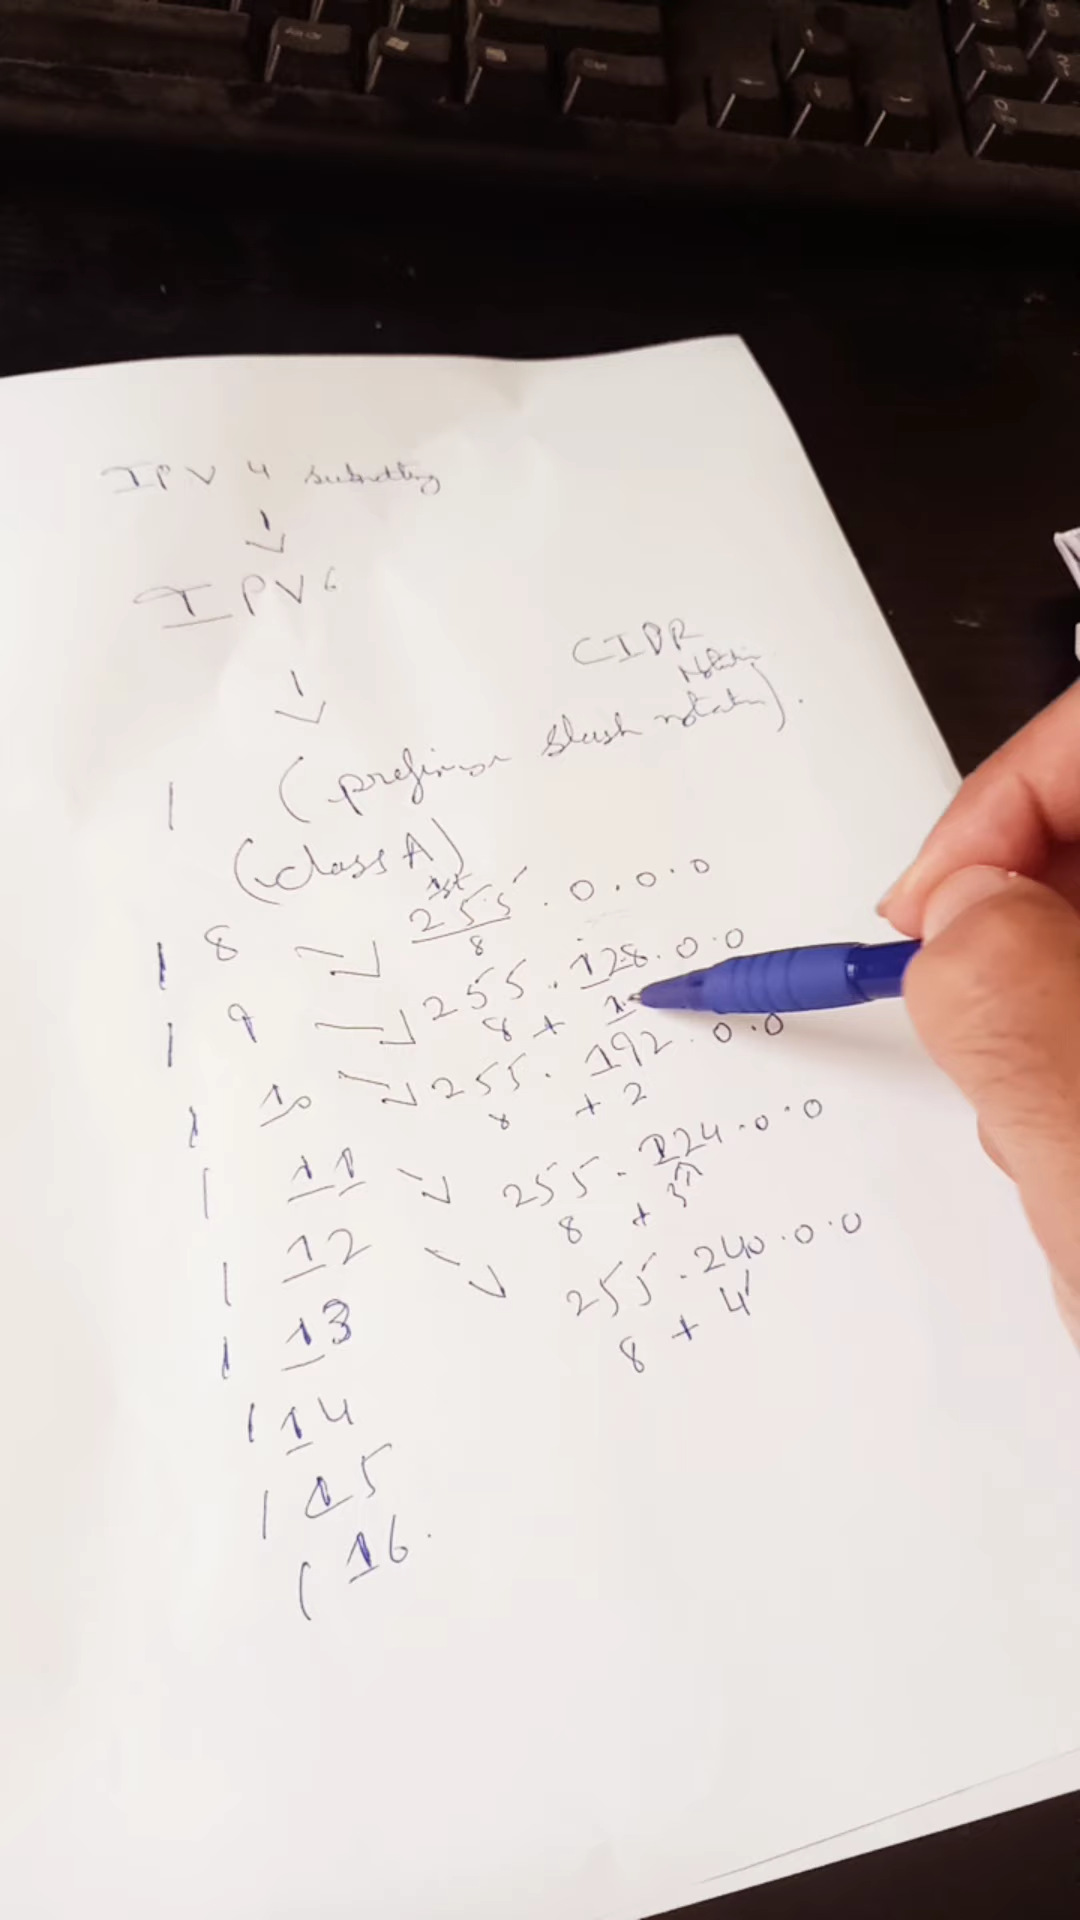 IPV 4 subnetting
IPV6
CIDR
Notation
( prefix or slash notation).
(class A)
1st
/ 8 → 255.0.0.0
8
/ 9 → 255.128.0.0
8 + 1
/ 10 → 255.192.0.0
8 + 2
/ 11 → 255.224.0.0
8 + 3
/ 12 → 255.240.0.0
8 + 4
/ 13
/ 14
/ 15
/ 16.